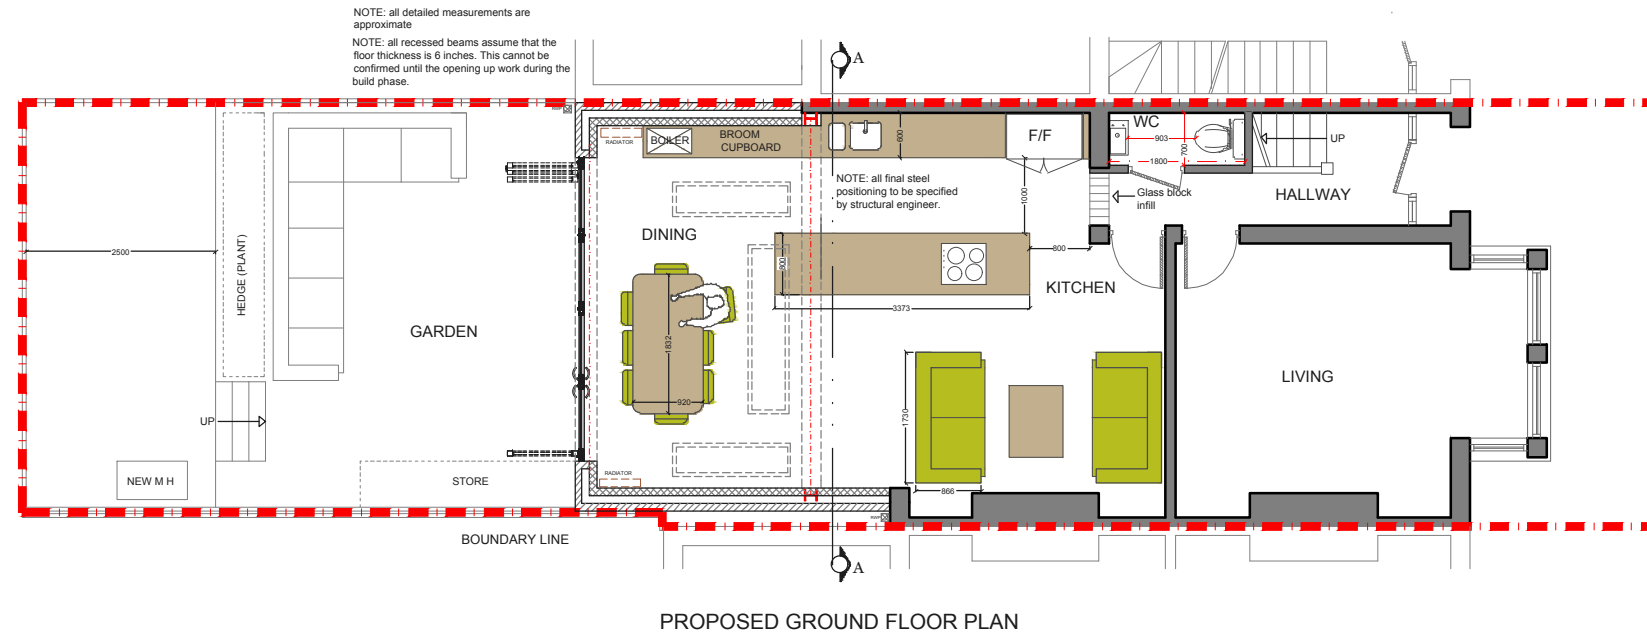 NOTE: all detailed measurements are
approximate
NOTE: all recessed beams assume that the
floor thickness is 6 inches. This cannot be
confirmed until the opening up work during the
build phase.
A
WC
903
700
1800
UP
F/F
600
BROOM
CUPBOARD
BOILER
RADIATOR
NOTE: all final steel
positioning to be specified
by structural engineer.
1000
Glass block
infill
HALLWAY
DINING
2500
HEDGE (PLANT)
800
800
KITCHEN
3373
GARDEN
1832
920
LIVING
1730
866
UP
NEW M H
STORE
RADIATOR
BOUNDARY LINE
A
PROPOSED GROUND FLOOR PLAN